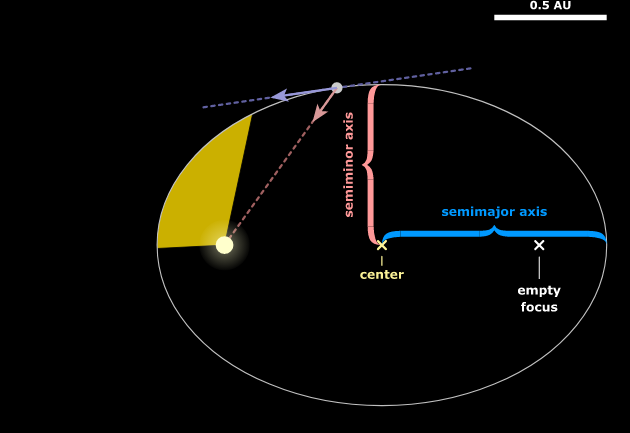 0.5 AU
semiminor axis
semimajor axis
center
empty
focus